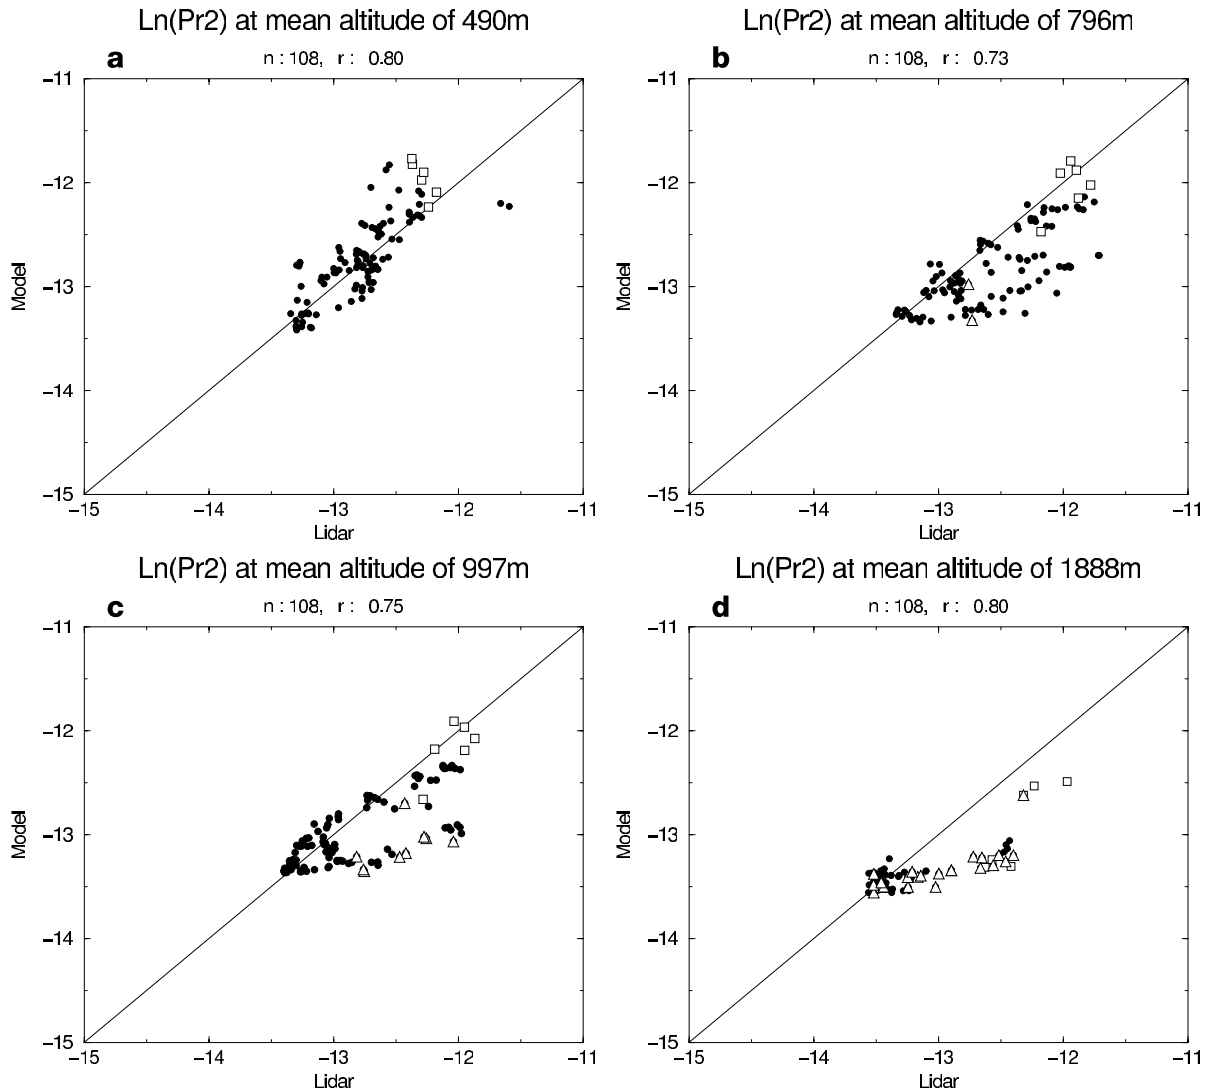 Ln(Pr2) at mean altitude of 490m
a
n : 108, r : 0.80
−11
−12
−13
−14
−15
Model
−15 −14 −13 −12 −11
Lidar
Ln(Pr2) at mean altitude of 796m
b
n : 108, r : 0.73
−11
−12
−13
−14
−15
Model
−15 −14 −13 −12 −11
Lidar
Ln(Pr2) at mean altitude of 997m
c
n : 108, r : 0.75
−11
−12
−13
−14
−15
Model
−15 −14 −13 −12 −11
Lidar
Ln(Pr2) at mean altitude of 1888m
d
n : 108, r : 0.80
−11
−12
−13
−14
−15
Model
−15 −14 −13 −12 −11
Lidar